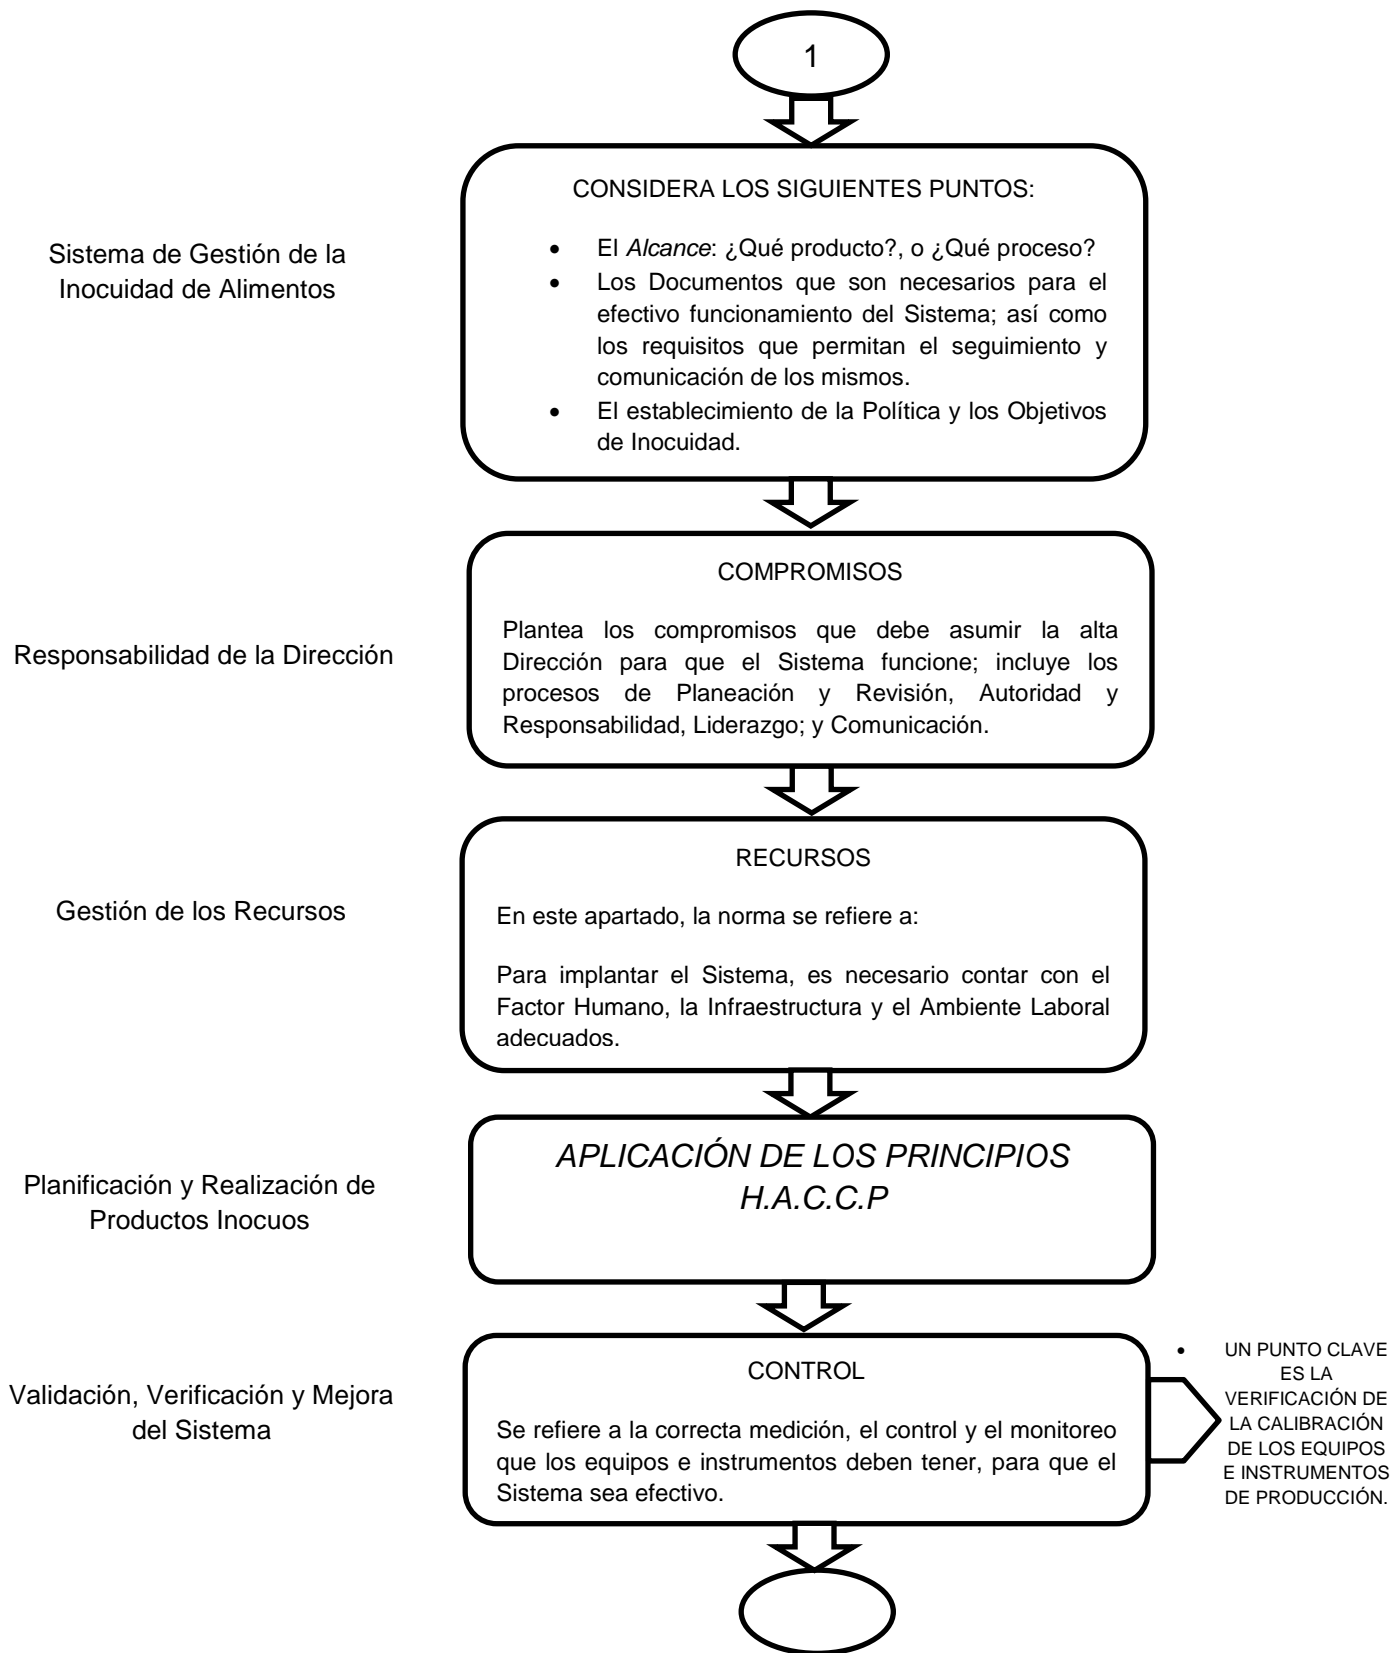 1
CONSIDERA LOS SIGUIENTES PUNTOS:
Sistema de Gestión de la
Inocuidad de Alimentos
• El Alcance: ¿Qué producto?, o ¿Qué proceso?
• Los Documentos que son necesarios para el
efectivo funcionamiento del Sistema; así como
los requisitos que permitan el seguimiento y
comunicación de los mismos.
• El establecimiento de la Política y los Objetivos
de Inocuidad.
Responsabilidad de la Dirección
COMPROMISOS
Plantea los compromisos que debe asumir la alta
Dirección para que el Sistema funcione; incluye los
procesos de Planeación y Revisión, Autoridad y
Responsabilidad, Liderazgo; y Comunicación.
Gestión de los Recursos
RECURSOS
En este apartado, la norma se refiere a:
Para implantar el Sistema, es necesario contar con el
Factor Humano, la Infraestructura y el Ambiente Laboral
adecuados.
Planificación y Realización de
Productos Inocuos
APLICACIÓN DE LOS PRINCIPIOS
H.A.C.C.P
Validación, Verificación y Mejora
del Sistema
CONTROL
Se refiere a la correcta medición, el control y el monitoreo
que los equipos e instrumentos deben tener, para que el
Sistema sea efectivo.
• UN PUNTO CLAVE
ES LA
VERIFICACIÓN DE
LA CALIBRACIÓN
DE LOS EQUIPOS
E INSTRUMENTOS
DE PRODUCCIÓN.